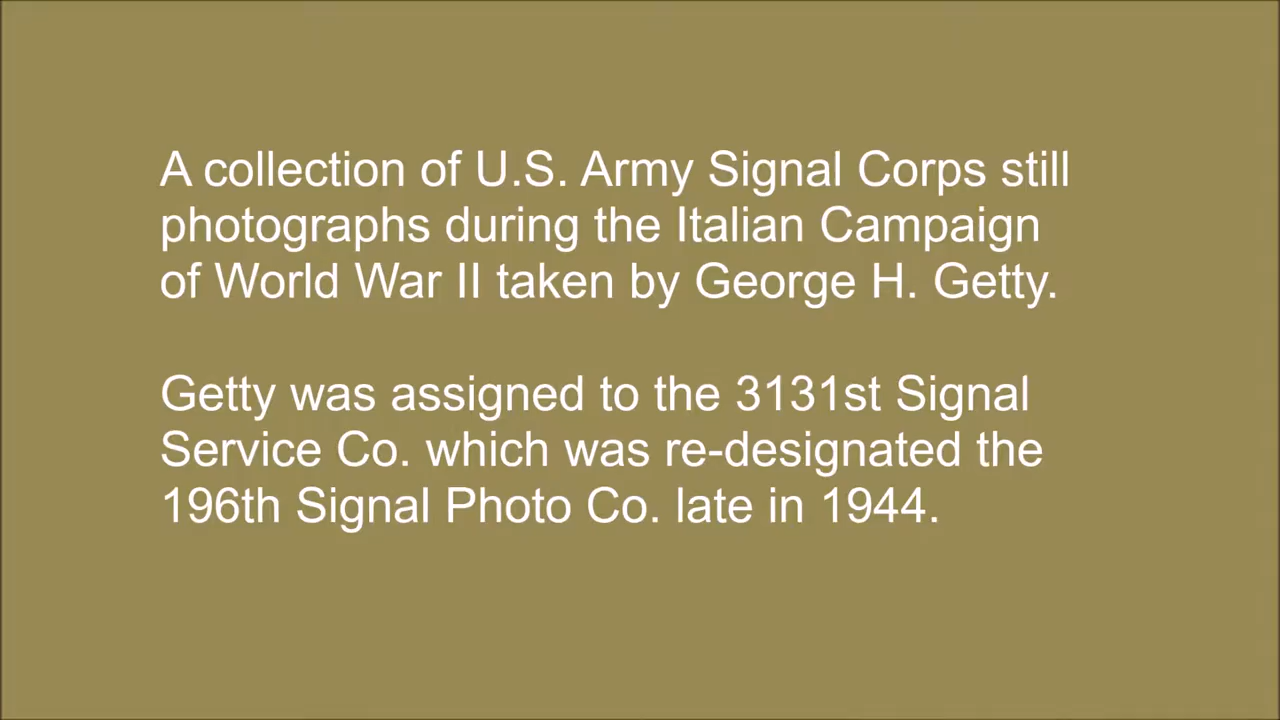 A collection of U.S. Army Signal Corps still
photographs during the Italian Campaign
of World War II taken by George H. Getty.
Getty was assigned to the 3131st Signal
Service Co. which was re-designated the
196th Signal Photo Co. late in 1944.